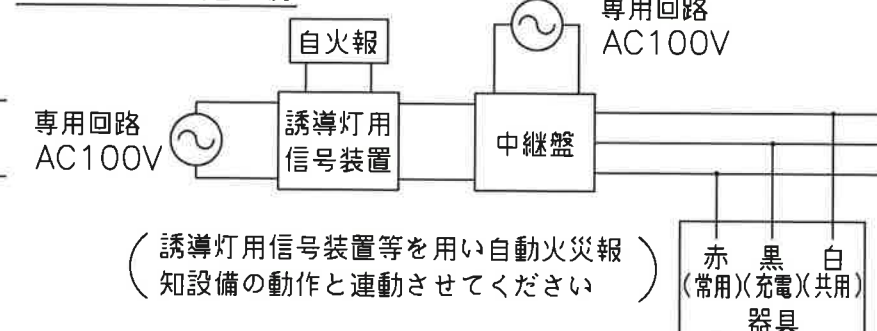 専用回路
AC100V
自火報
専用回路
AC100V
誘導灯用
信号装置
中継盤
誘導灯用信号装置等を用い自動火災報
知設備の動作と連動させてください
赤 黒 白
(常用)(充電)(共用)
器具